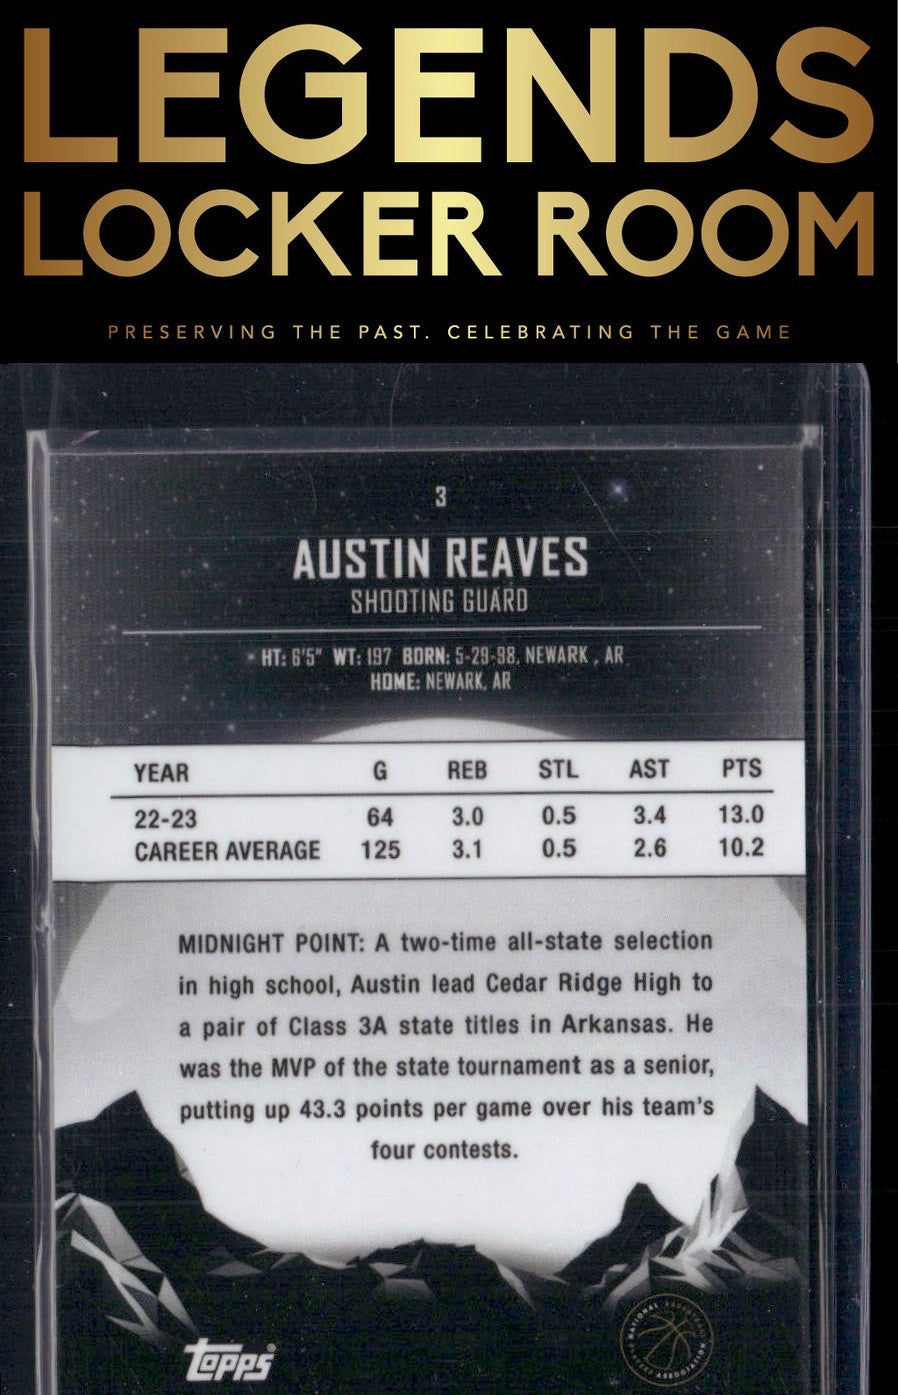 LEGENDS
LOCKER ROOM
PRESERVING THE PAST. CELEBRATING THE GAME
3
AUSTIN REAVES
SHOOTING GUARD
HT: 6'5" WT: 197 BORN: 5-29-98, NEWARK , AR
HOME: NEWARK, AR
YEAR G REB STL AST PTS
22-23 64 3.0 0.5 3.4 13.0
CAREER AVERAGE 125 3.1 0.5 2.6 10.2
MIDNIGHT POINT: A two-time all-state selection
in high school, Austin lead Cedar Ridge High to
a pair of Class 3A state titles in Arkansas. He
was the MVP of the state tournament as a senior,
putting up 43.3 points per game over his team's
four contests.
topps
NATIONAL BASKETBALL
PLAYERS ASSOCIATION